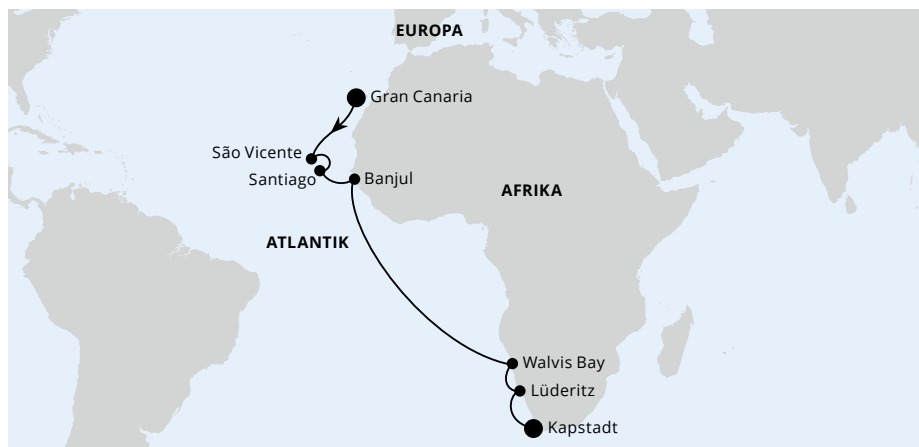 EUROPA
Gran Canaria
São Vicente
Santiago
Banjul
AFRIKA
ATLANTIK
Walvis Bay
Lüderitz
Kapstadt